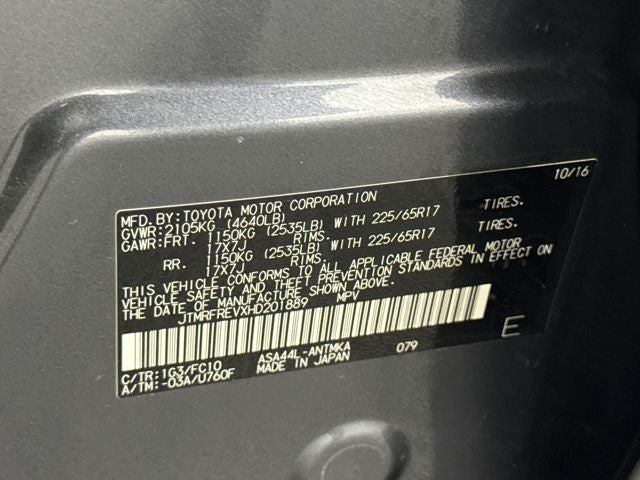 MFD.BY:TOYOTA MOTOR CORPORATION 10/16
GVWR:2105KG (4640LB)
GAWR:FRT. 1150KG (2535LB) WITH 225/65R17 TIRES.
17X7J RIMS.
RR. 1150KG (2535LB) WITH 225/65R17 TIRES.
17X7J RIMS.
THIS VEHICLE CONFORMS TO ALL APPLICABLE FEDERAL MOTOR
VEHICLE SAFETY AND THEFT PREVENTION STANDARDS IN EFFECT ON
THE DATE OF MANUFACTURE SHOWN ABOVE.
JTMRFREVXHD201889 MPV
E
C/TR:1G3/FC10 ASA44L-ANTMKA 079
A/TM:-03A/U760F MADE IN JAPAN